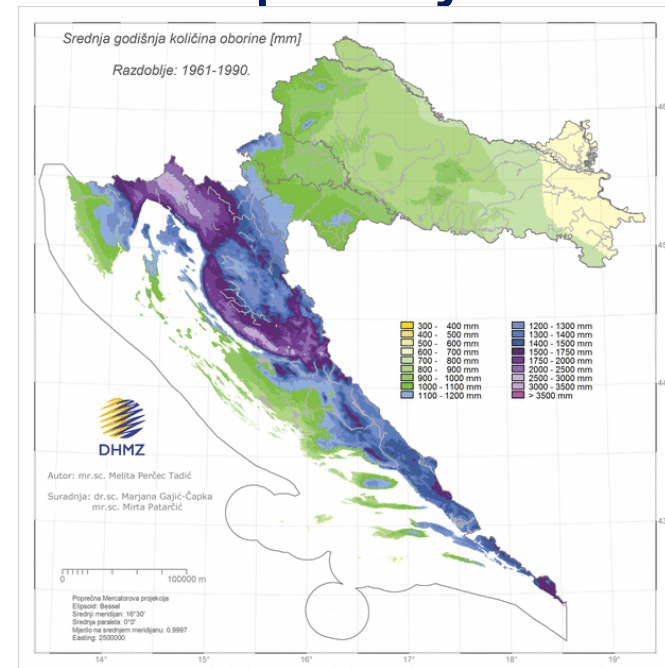 Srednja godišnja količina oborine [mm]
Razdoblje: 1961-1990.
46
45
44
43
300 - 400 mm
400 - 500 mm
500 - 600 mm
600 - 700 mm
700 - 800 mm
800 - 900 mm
900 - 1000 mm
1000 - 1100 mm
1100 - 1200 mm
1200 - 1300 mm
1300 - 1400 mm
1400 - 1500 mm
1500 - 1750 mm
1750 - 2000 mm
2000 - 2500 mm
2500 - 3000 mm
3000 - 3500 mm
> 3500 mm
DHMZ
Autor: mr.sc. Melita Perčec Tadić
Suradnja: dr.sc. Marjana Gajić-Čapka
mr.sc. Mirta Patarčić
0 100000 m
Poprečna Mercatorova projekcija
Elipsoid: Bessel
Srednji meridijan: 16°30'
Srednja paralela: 0°0'
Mjerilo na srednjem meridijanu: 0.9997
Easting: 2500000
14° 15° 16° 17° 18° 19°